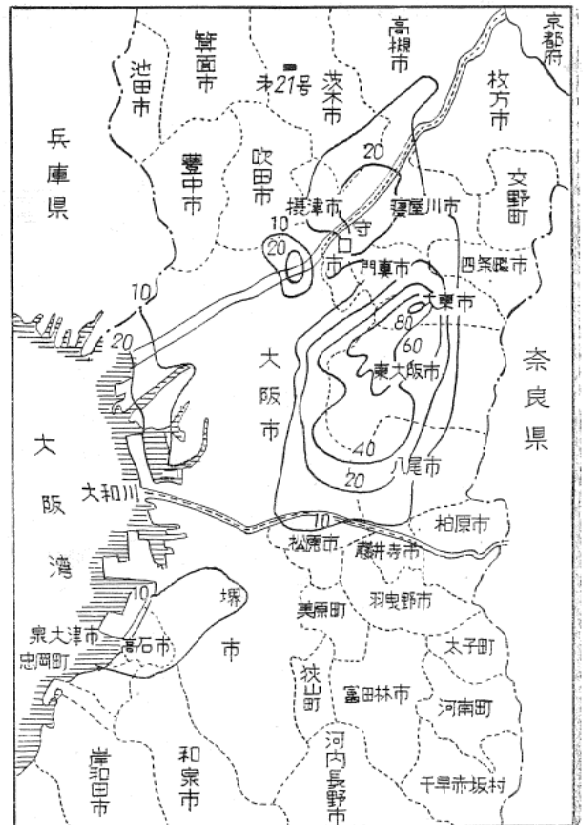 京都府
高槻市
箕面市
池田市
茨木市
才21号
枚方市
兵庫県
豊中市
吹田市
20
交野町
摂津市
寝屋川市
10
20
守
口
市
門真市
四条畷市
10
大東市
80
60
20
大阪市
東大阪市
奈良県
大阪湾
40
八尾市
20
大和川
10
柏原市
松原市
藤井寺市
10
堺市
美原町
羽曳野市
泉大津市
高石市
忠岡町
太子町
狭山町
富田林市
河南町
岸和田市
和泉市
河内長野市
千早赤坂村